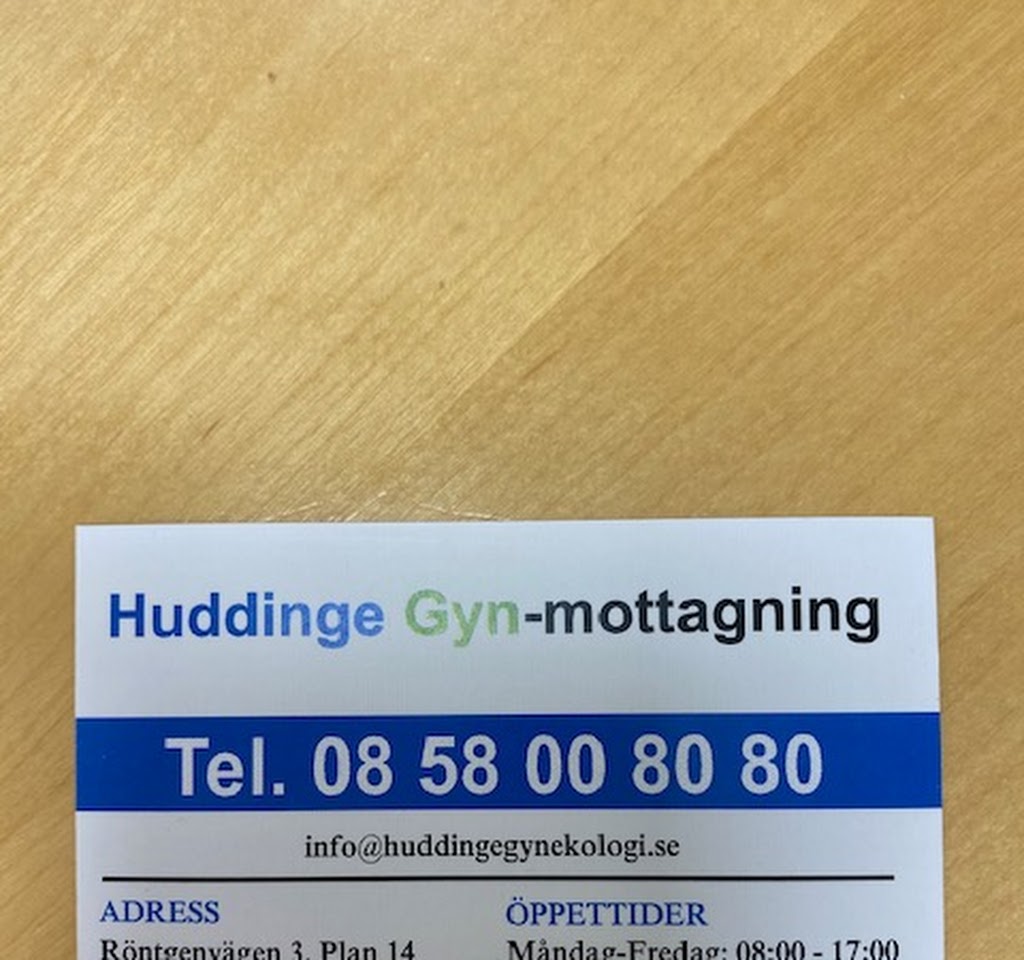 Huddinge Gyn-mottagning
Tel. 08 58 00 80 80
info@huddingegynekologi.se
ADRESS
Röntgenvägen 3, Plan 14
ÖPPETTIDER
Måndag-Fredag: 08:00 - 17:00